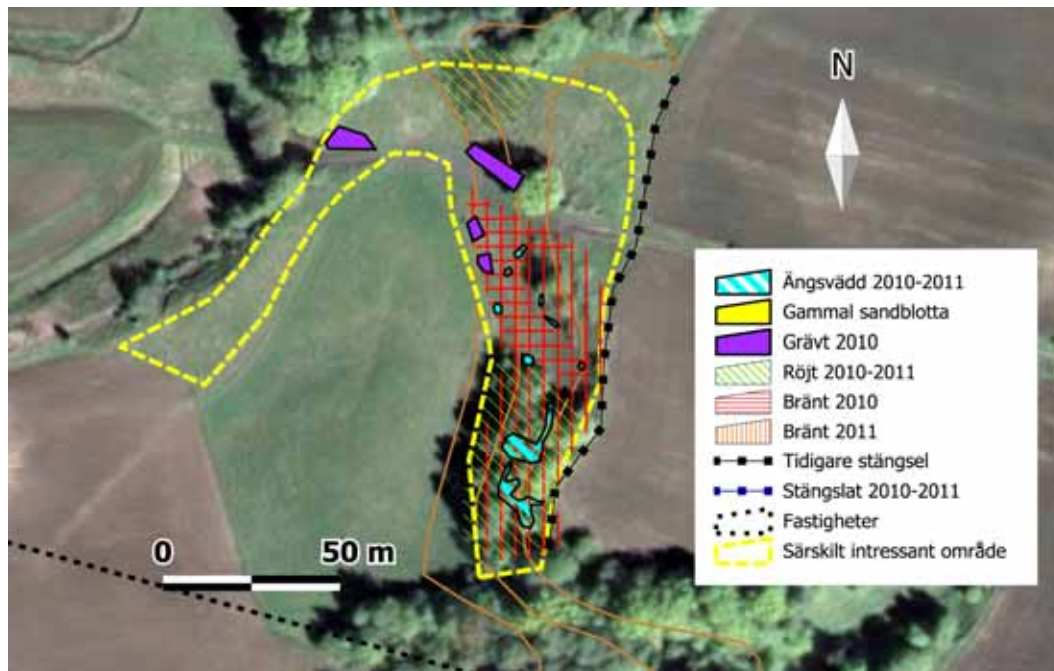 N
Ängsvädd 2010-2011
Gammal sandblotta
Grävt 2010
Röjt 2010-2011
Bränt 2010
Bränt 2011
Tidigare stängsel
Stängslat 2010-2011
Fastigheter
Särskilt intressant område
0 50 m